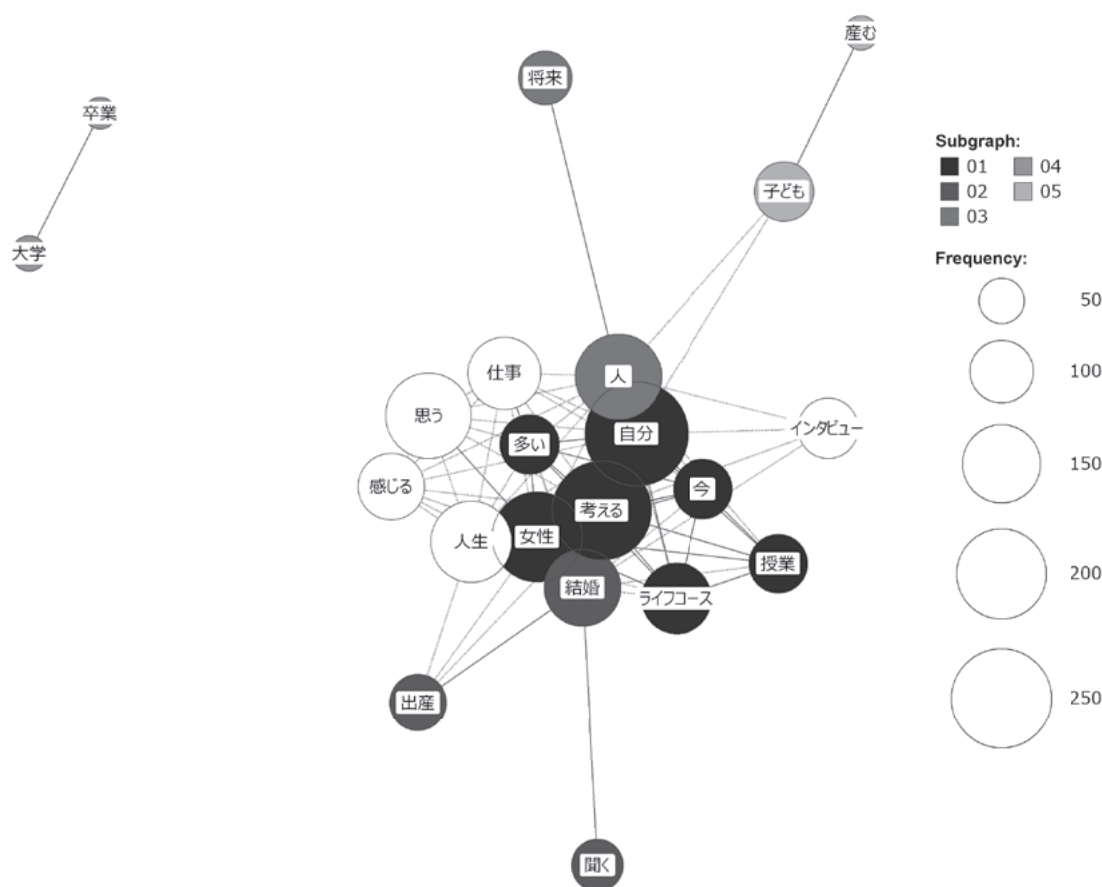 産む
将来
卒業
子ども
大学
仕事
人
思う
自分
インタビュー
多い
感じる
今
考える
人生
女性
授業
結婚
ライフコース
出産
聞く
Subgraph:
01 04
02 05
03
Frequency:
50
100
150
200
250